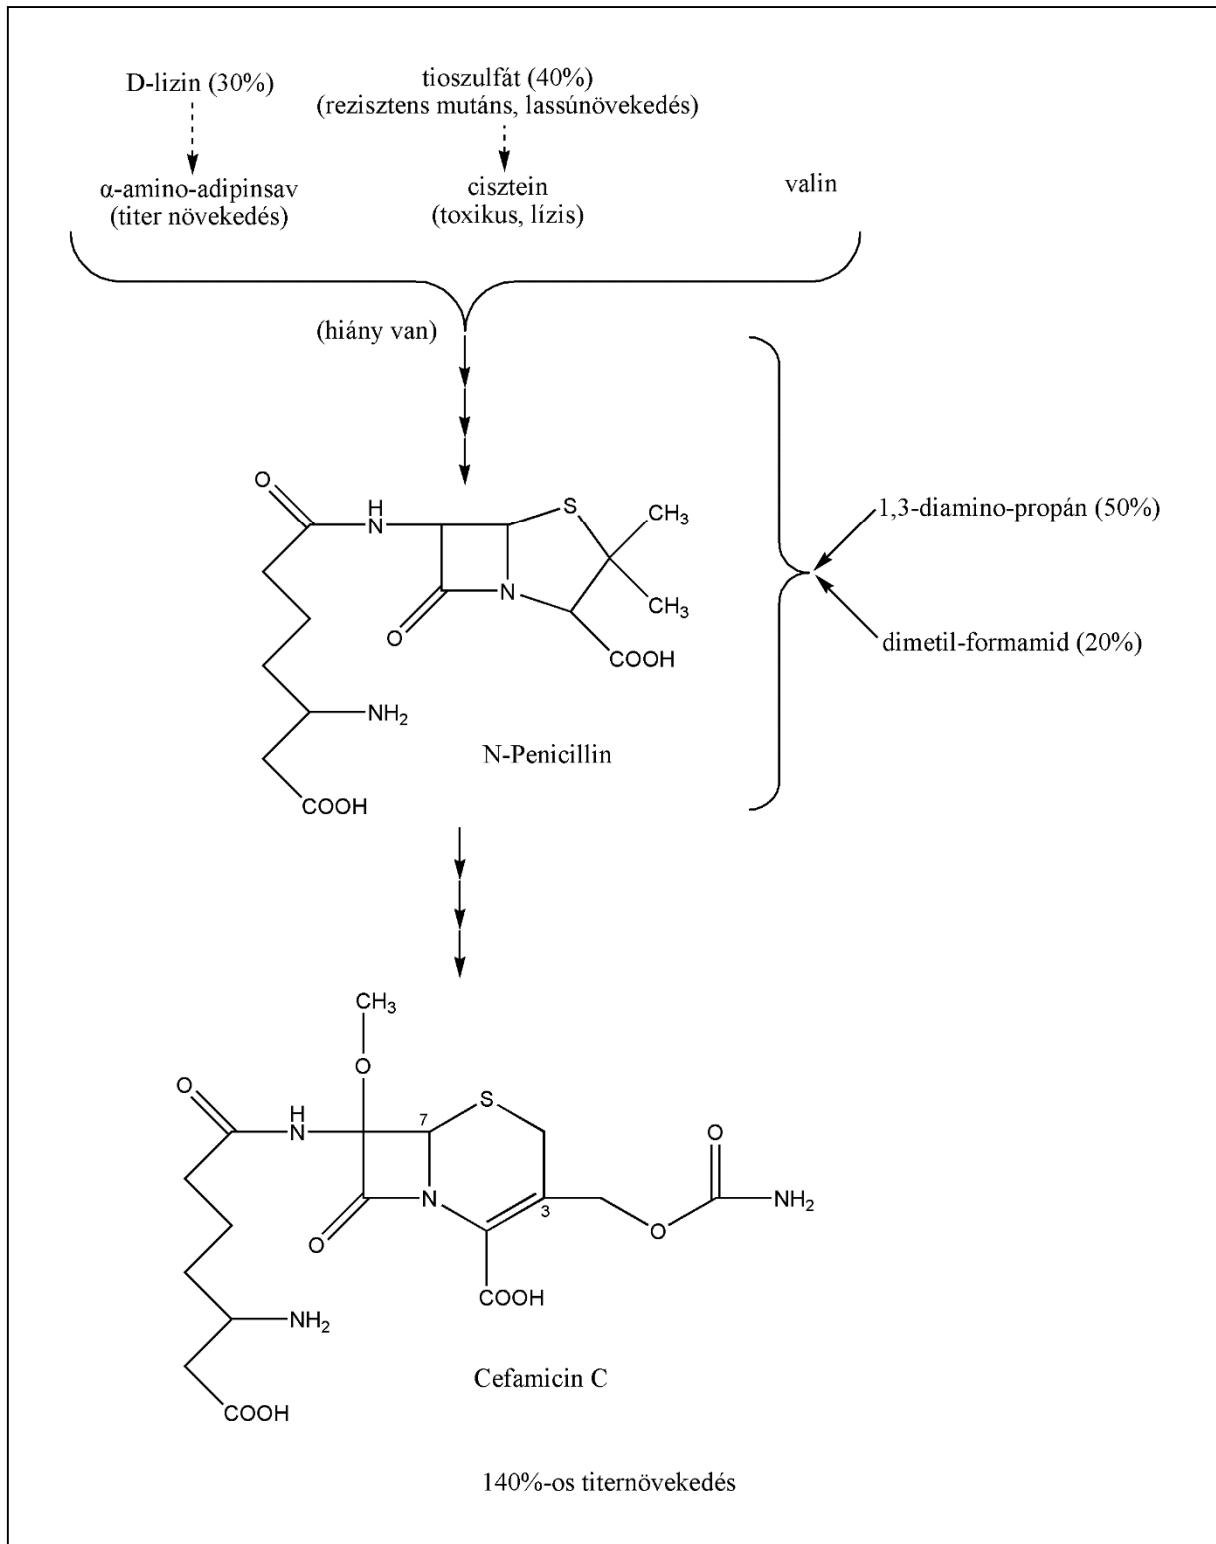 D-lizin (30%)
tioszulfát (40%)
(rezisztens mutáns, lassúnövekedés)
α-amino-adipinsav
(titer növekedés)
cisztein
(toxikus, lízis)
valin
(hiány van)
O
H
N
S
CH3
CH3
N
O
COOH
NH2
COOH
N-Penicillin
1,3-diamino-propán (50%)
dimetil-formamid (20%)
CH3
O
O
H
N
7
S
O
N
3
O
NH2
O
COOH
NH2
COOH
Cefamicin C
140%-os titernövekedés